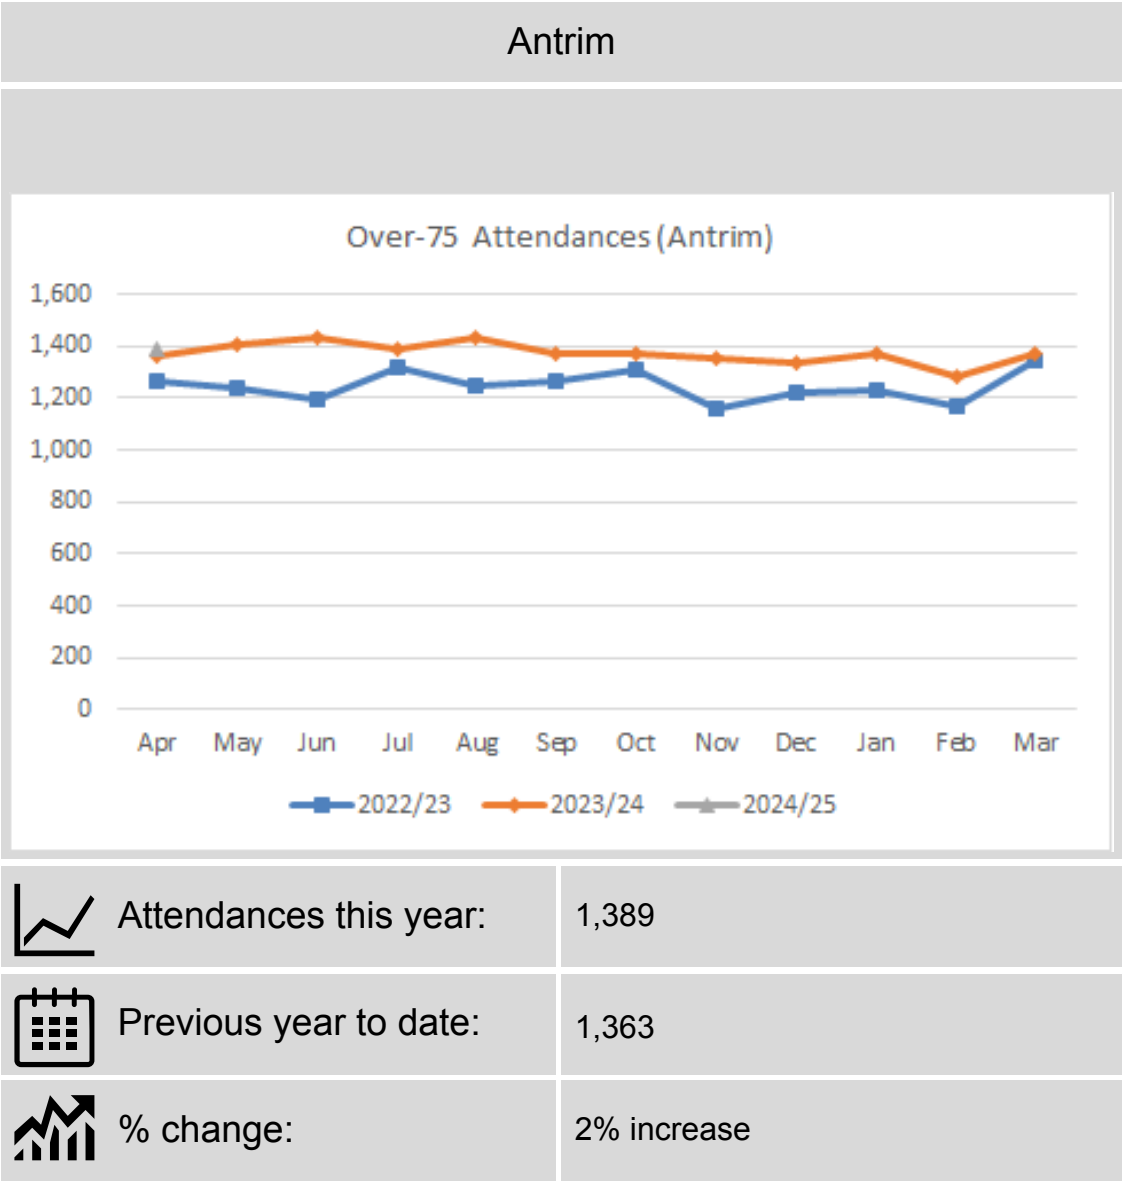 Antrim
Over-75 Attendances (Antrim)
1,600
1,400
1,200
1,000
800
600
400
200
0
Apr May Jun Jul Aug Sep Oct Nov Dec Jan Feb Mar
2022/23 2023/24 2024/25
Attendances this year: 1,389
Previous year to date: 1,363
% change: 2% increase